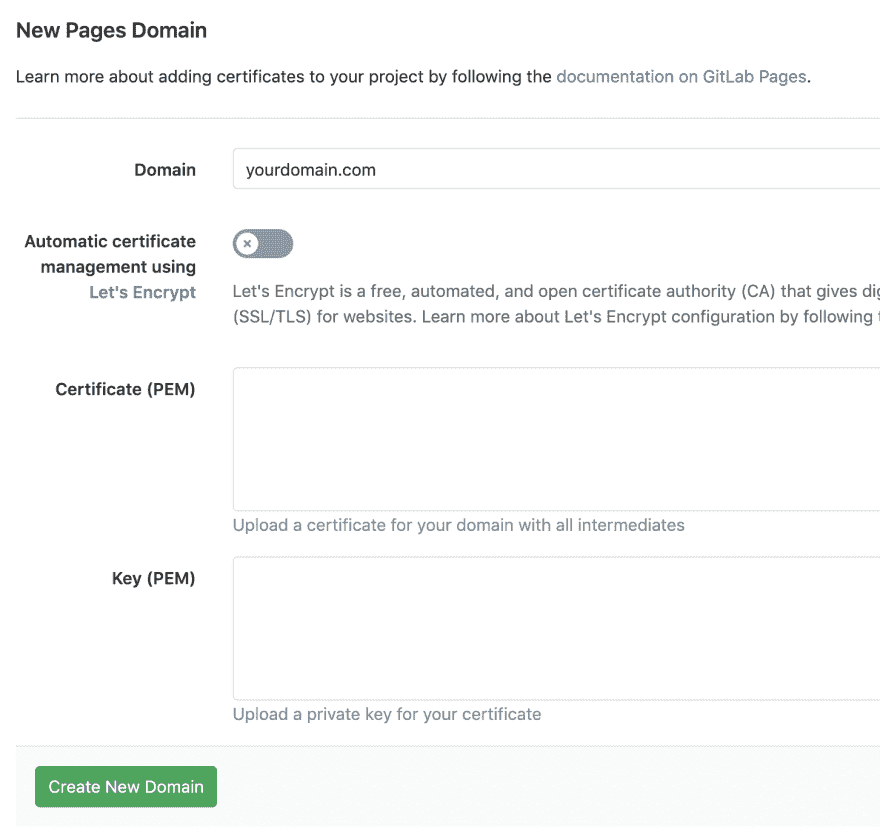 New Pages Domain
Learn more about adding certificates to your project by following the documentation on GitLab Pages.
Domain
yourdomain.com
Automatic certificate
management using
Let's Encrypt
Let's Encrypt is a free, automated, and open certificate authority (CA) that gives
(SSL/TLS) for websites. Learn more about Let's Encrypt configuration by following
Certificate (PEM)
Upload a certificate for your domain with all intermediates
Key (PEM)
Upload a private key for your certificate
Create New Domain